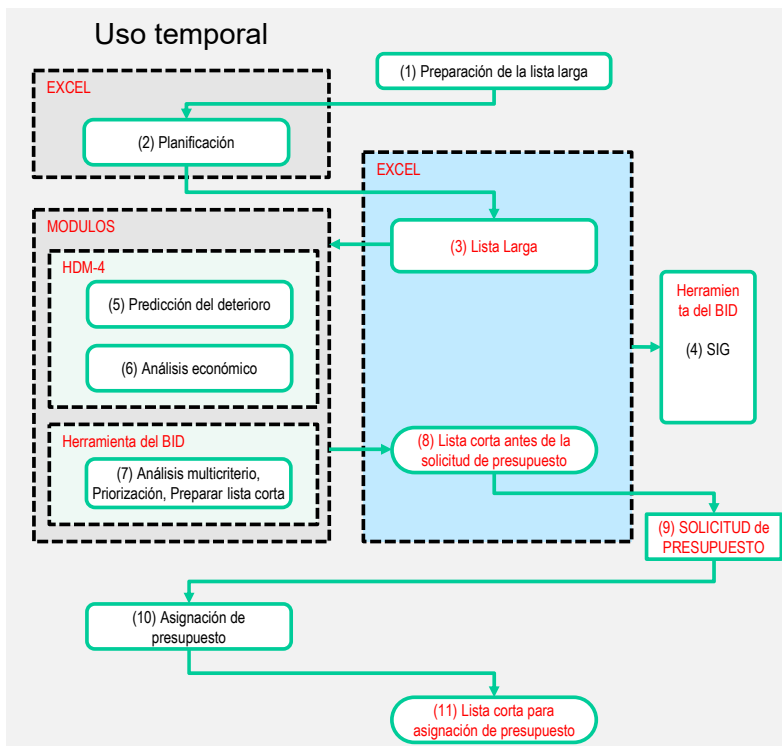 Uso temporal
(1) Preparación de la lista larga
EXCEL
(2) Planificación
EXCEL
MODULOS
(3) Lista Larga
HDM-4
(5) Predicción del deterioro
Herramien
ta del BID
(4) SIG
(6) Análisis económico
Herramienta del BID
(8) Lista corta antes de la
solicitud de presupuesto
(7) Análisis multicriterio,
Priorización, Preparar lista corta
(9) SOLICITUD de
PRESUPUESTO
(10) Asignación de
presupuesto
(11) Lista corta para
asignación de presupuesto